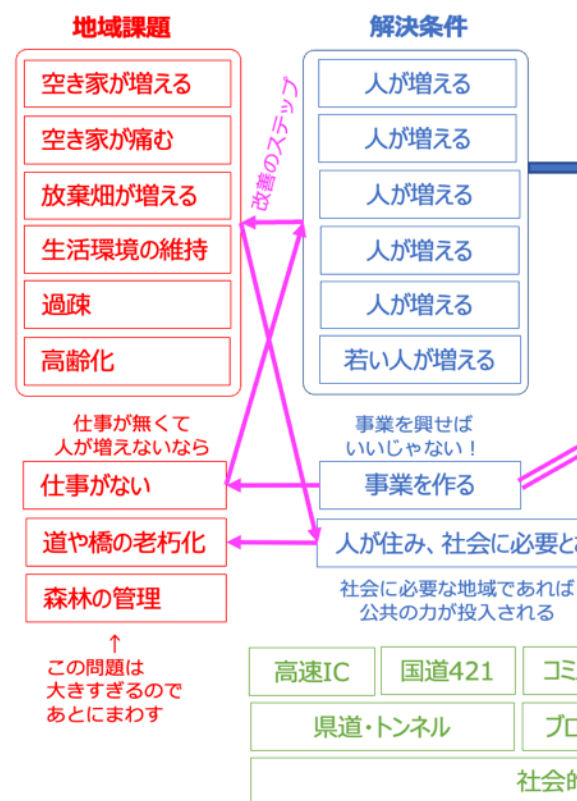 地域課題
空き家が増える
空き家が痛む
放棄畑が増える
生活環境の維持
過疎
高齢化
改善のステップ
解決条件
人が増える
人が増える
人が増える
人が増える
人が増える
若い人が増える
仕事が無くて
人が増えないなら
仕事がない
道や橋の老朽化
森林の管理
↑
この問題は
大きすぎるので
あとにまわす
事業を興せば
いいじゃない！
事業を作る
人が住み、社会に必要と
社会に必要な地域であれば
公共の力が投入される
高速IC
国道421
コミ
県道・トンネル
ブロ
社会的